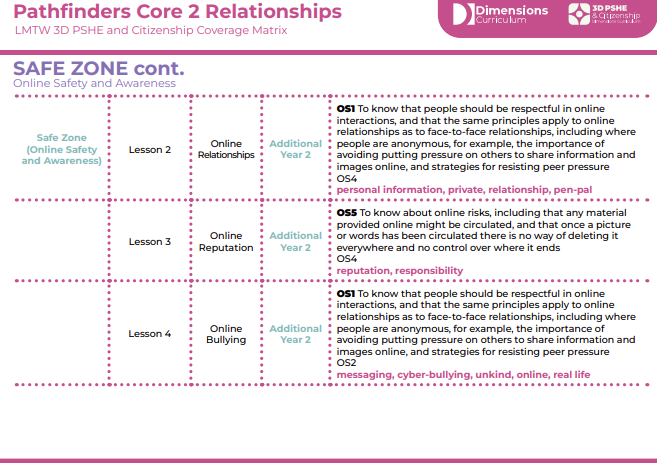 Pathfinders Core 2 Relationships
LMTW 3D PSHE and Citizenship Coverage Matrix
Dimensions
Curriculum
3D PSHE
& Citizenship
Dimensions Curriculum
SAFE ZONE cont.
Online Safety and Awareness
Safe Zone
(Online Safety
and Awareness)
Lesson 2
Online
Relationships
Additional
Year 2
OS1 To know that people should be respectful in online
interactions, and that the same principles apply to online
relationships as to face-to-face relationships, including where
people are anonymous, for example, the importance of
avoiding putting pressure on others to share information and
images online, and strategies for resisting peer pressure
OS4
personal information, private, relationship, pen-pal
Lesson 3
Online
Reputation
Additional
Year 2
OS5 To know about online risks, including that any material
provided online might be circulated, and that once a picture
or words has been circulated there is no way of deleting it
everywhere and no control over where it ends
OS4
reputation, responsibility
Lesson 4
Online
Bullying
Additional
Year 2
OS1 To know that people should be respectful in online
interactions, and that the same principles apply to online
relationships as to face-to-face relationships, including where
people are anonymous, for example, the importance of
avoiding putting pressure on others to share information and
images online, and strategies for resisting peer pressure
OS2
messaging, cyber-bullying, unkind, online, real life